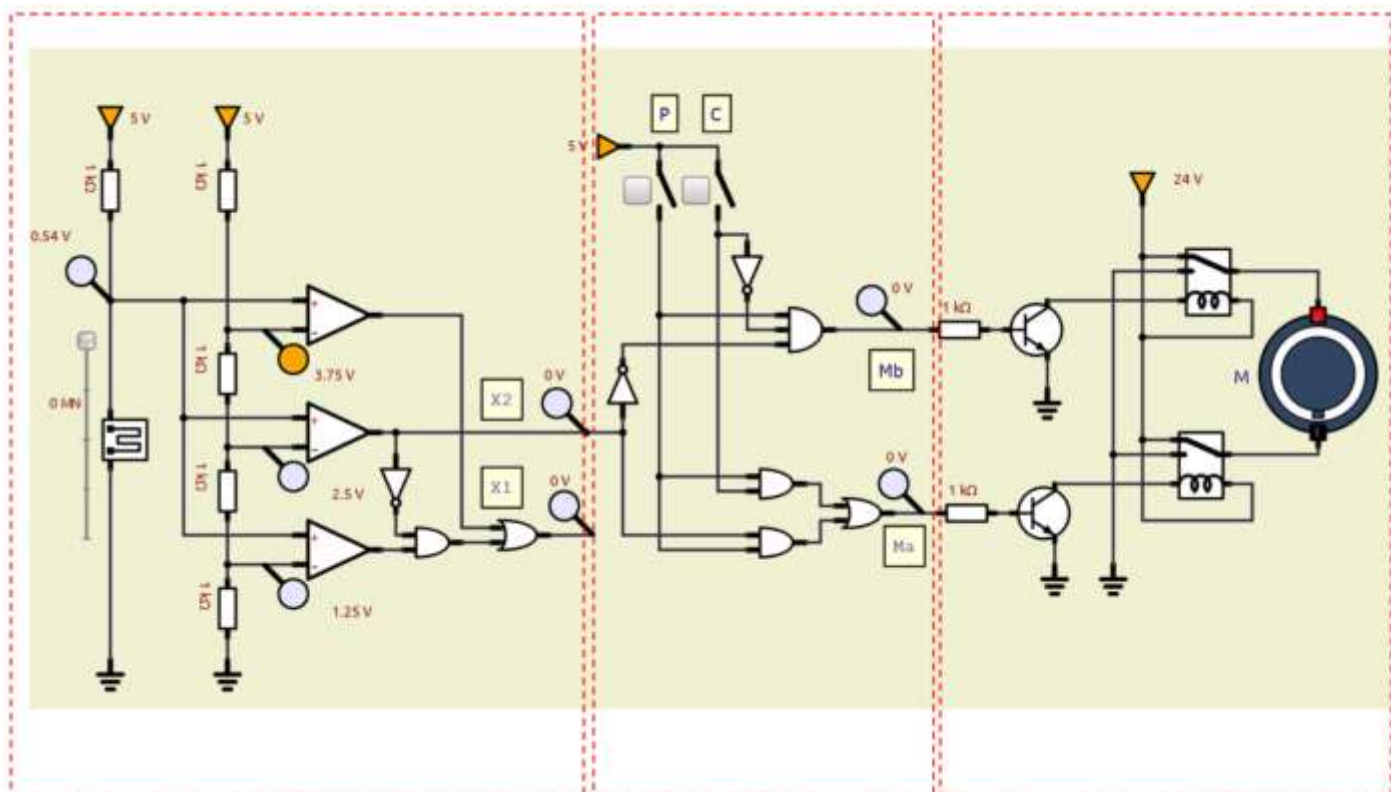 5 V
5 V
1 kΩ
1 kΩ
0.54 V
+
−
3.75 V
1 kΩ
0 MN
+
−
2.5 V
1 kΩ
+
−
1.25 V
1 kΩ
X2
0 V
X1
0 V
P
C
5 V
0 V
Mb
0 V
Ma
1 kΩ
1 kΩ
24 V
M